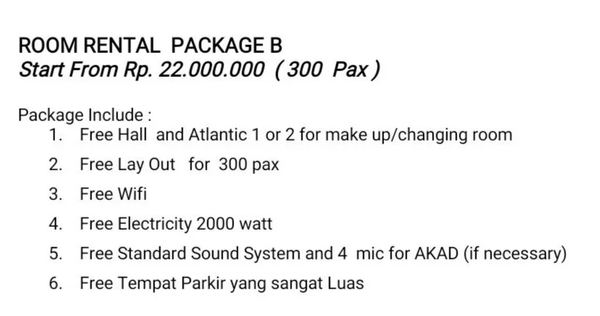 ROOM RENTAL PACKAGE B
Start From Rp. 22.000.000 (300 Pax)
Package Include :
1. Free Hall and Atlantic 1 or 2 for make up/changing room
2. Free Lay Out for 300 pax
3. Free Wifi
4. Free Electricity 2000 watt
5. Free Standard Sound System and 4 mic for AKAD (if necessary)
6. Free Tempat Parkir yang sangat Luas